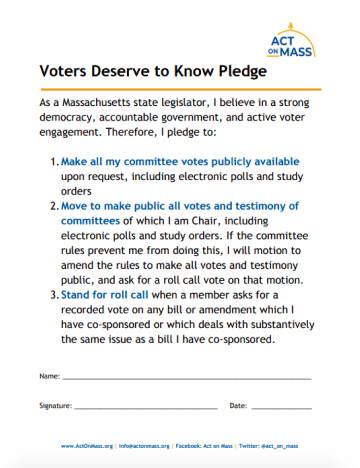 ACT
ON MASS
Voters Deserve to Know Pledge
As a Massachusetts state legislator, I believe in a strong
democracy, accountable government, and active voter
engagement. Therefore, I pledge to:
1. Make all my committee votes publicly available
upon request, including electronic polls and study
orders
2. Move to make public all votes and testimony of
committees of which I am Chair, including
electronic polls and study orders. If the committee
rules prevent me from doing this, I will motion to
amend the rules to make all votes and testimony
public, and ask for a roll call vote on that motion.
3. Stand for roll call when a member asks for a
recorded vote on any bill or amendment which I
have co-sponsored or which deals with substantively
the same issue as a bill I have co-sponsored.
Name: ____________________
Signature: ____________________ Date: ____________________
www.ActOnMass.org | info@actonmass.org | Facebook: Act on Mass | Twitter: @act_on_mass